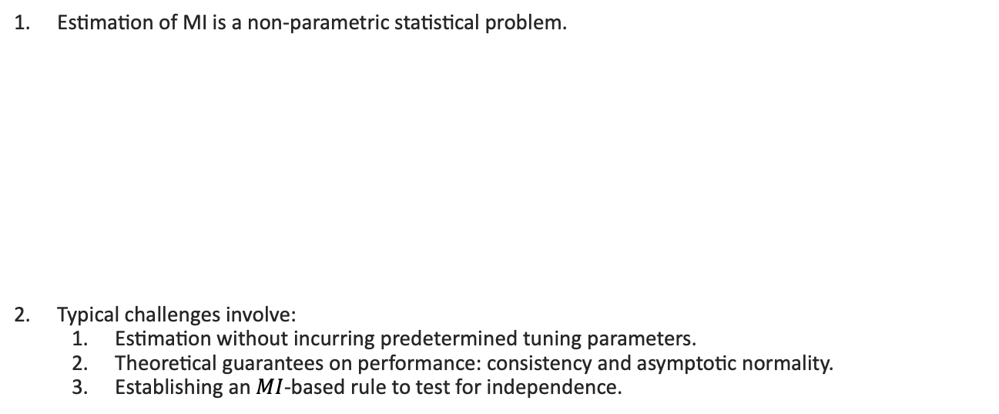 1. Estimation of MI is a non-parametric statistical problem.
2. Typical challenges involve:
1. Estimation without incurring predetermined tuning parameters.
2. Theoretical guarantees on performance: consistency and asymptotic normality.
3. Establishing an MI-based rule to test for independence.